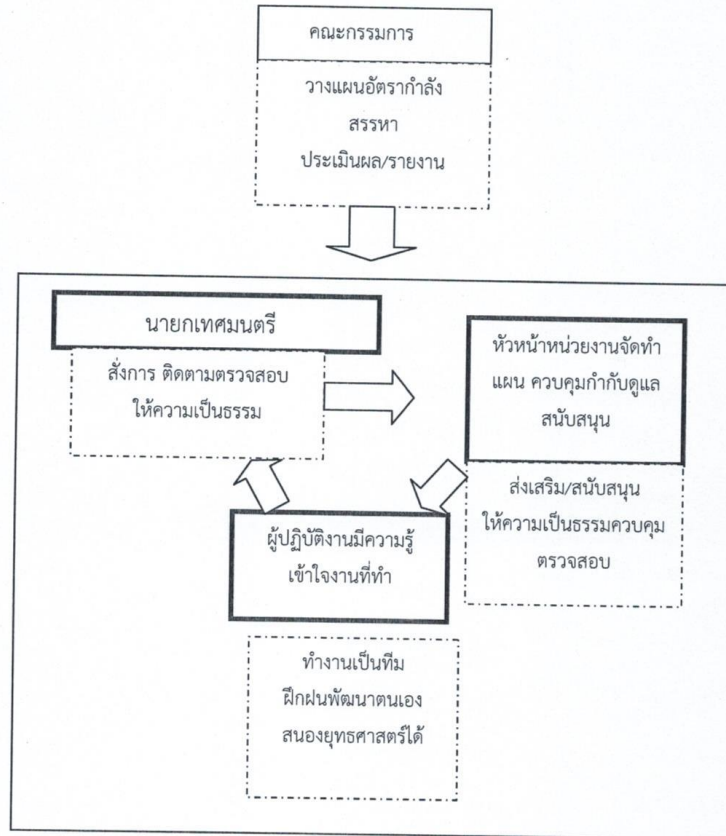 คณะกรรมการ
วางแผนอัตรากำลัง
สรรหา
ประเมินผล/รายงาน
นายกเทศมนตรี
สั่งการ ติดตามตรวจสอบ
ให้ความเป็นธรรม
หัวหน้าหน่วยงานจัดทำ
แผน ควบคุมกำกับดูแล
สนับสนุน
ส่งเสริม/สนับสนุน
ให้ความเป็นธรรมควบคุม
ตรวจสอบ
ผู้ปฏิบัติงานมีความรู้
เข้าใจงานที่ทำ
ทำงานเป็นทีม
ฝึกฝนพัฒนาตนเอง
สนองยุทธศาสตร์ได้